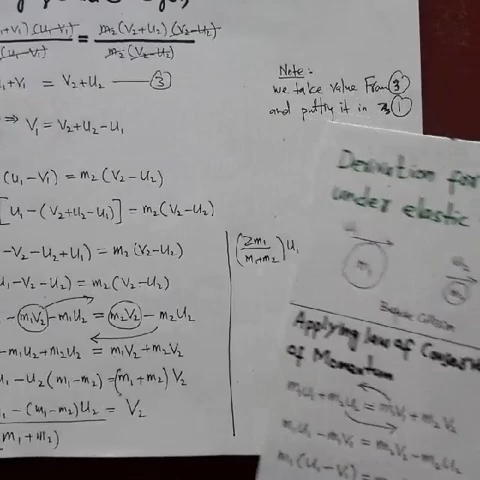 +V₁)(U₁-V₁) / (U₁-V₁) = m₂(V₂+U₂)(V₂-U₂) / m₂(V₂-U₂)
U₁+V₁ = V₂+U₂ — ③
⇒ V₁ = V₂+U₂-U₁
(U₁-V₁) = m₂(V₂-U₂)
[U₁-(V₂+U₂-U₁)] = m₂(V₂-U₂)
-V₂-U₂+U₁) = m₂(V₂-U₂)
U₁-V₂-U₂) = m₂(V₂-U₂)
-m₁V₂-m₁U₂ = m₂V₂-m₂U₂
-m₁U₂+m₂U₂ = m₁V₂+m₂V₂
U₁-U₂(m₁-m₂)=(m₁+m₂)V₂
-(m₁-m₂)U₂ / m₁+m₂) = V₂
(2m₁/m₁+m₂)U₁
Note:
we take value From ③
and putting it in ①
Derivation for
under elastic
U₁
m₁
U₂
m₂
Before
Applying law of
of Momentum
m₁U₁+m₂U₂=m₁V₁+m₂V₂
m₁U₁-m₁V₁ = m₂V₂-m₂U₂
m₁(U₁-V₁)=